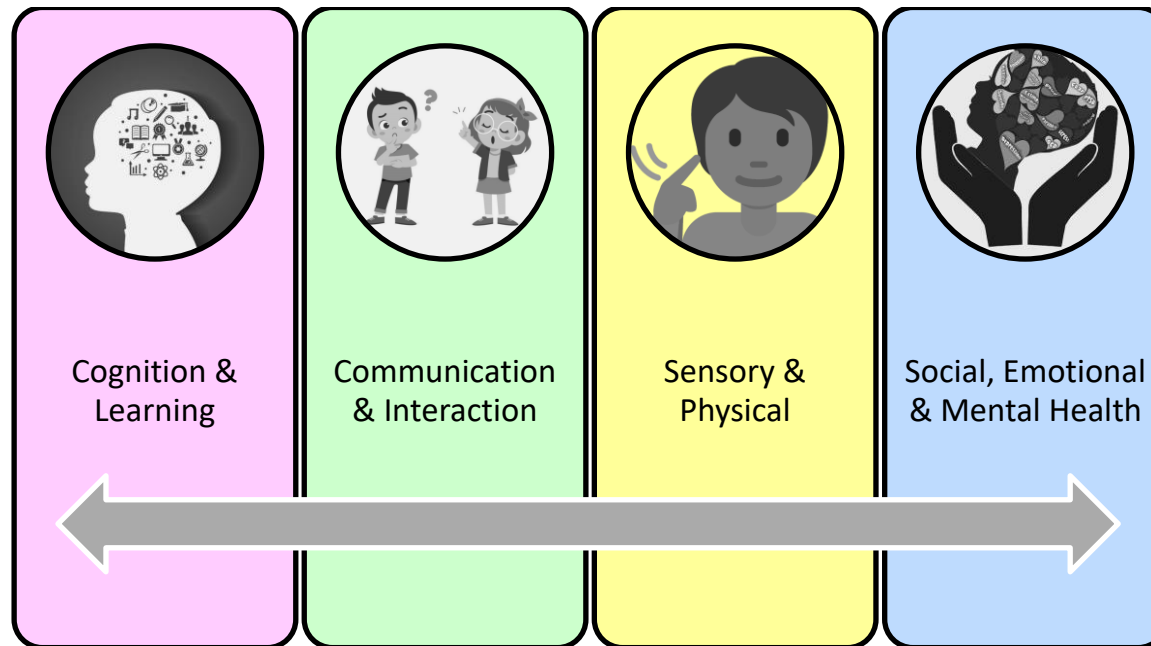 Cognition &
Learning
Communication
& Interaction
Sensory &
Physical
Social, Emotional
& Mental Health